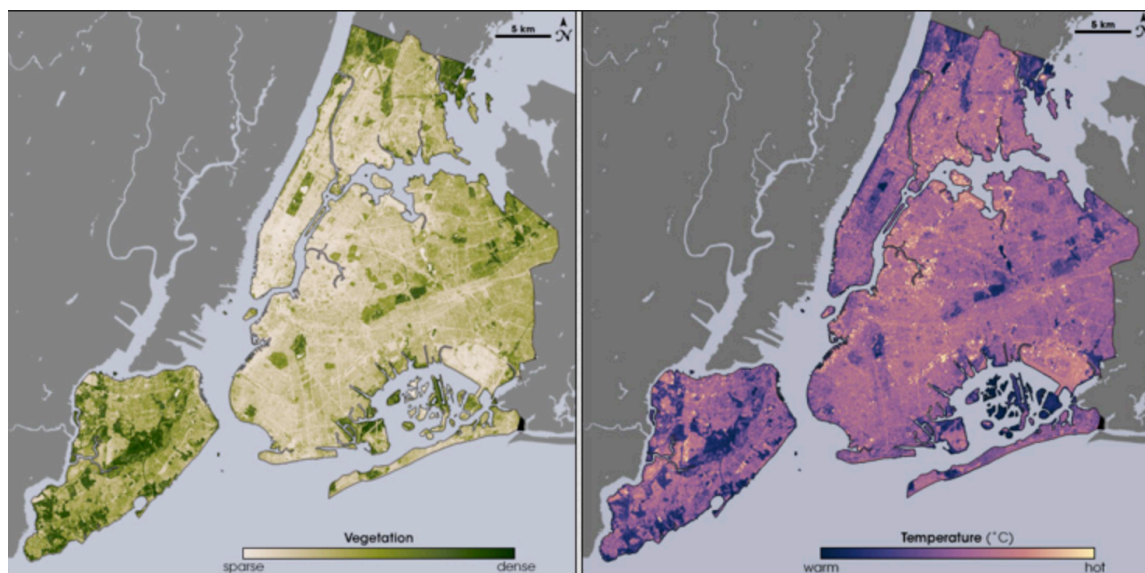 5 km
N
Vegetation
sparse
dense
5 km
N
Temperature (°C)
warm
hot